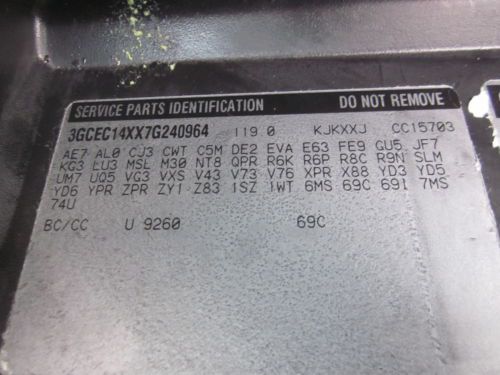 SERVICE PARTS IDENTIFICATION DO NOT REMOVE
3GCEC14XX7G240964 119 0 KJKXXJ CC15703
AE7 AL0 CJ3 CWT C5M DE2 EVA E63 FE9 GU5 JF7
KG3 LU3 MSL M30 NT8 QPR R6K R6P R8C R9N SLM
UM7 UQ5 VG3 VXS V43 V73 V76 XPR X88 YD3 YD5
YD6 YPR ZPR ZY1 Z83 1SZ 1WT 6MS 69C 69I 7MS
74U
BC/CC U 9260 69C